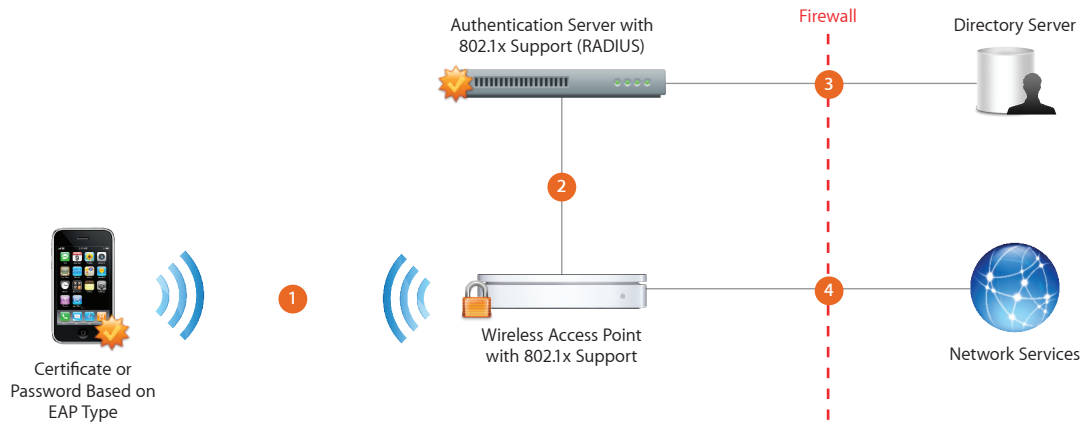 Authentication Server with
802.1x Support (RADIUS)
Firewall
Directory Server
3
2
1
4
Wireless Access Point
with 802.1x Support
Network Services
Certificate or
Password Based on
EAP Type